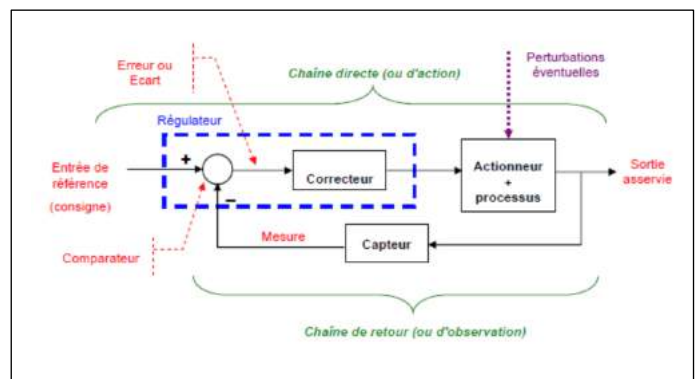 Erreur ou
Ecart
Chaîne directe (ou d'action)
Perturbations
éventuelles
Régulateur
Entrée de
référence
(consigne)
+
−
Correcteur
Actionneur
+
processus
Sortie
asservie
Mesure
Capteur
Comparateur
Chaîne de retour (ou d'observation)